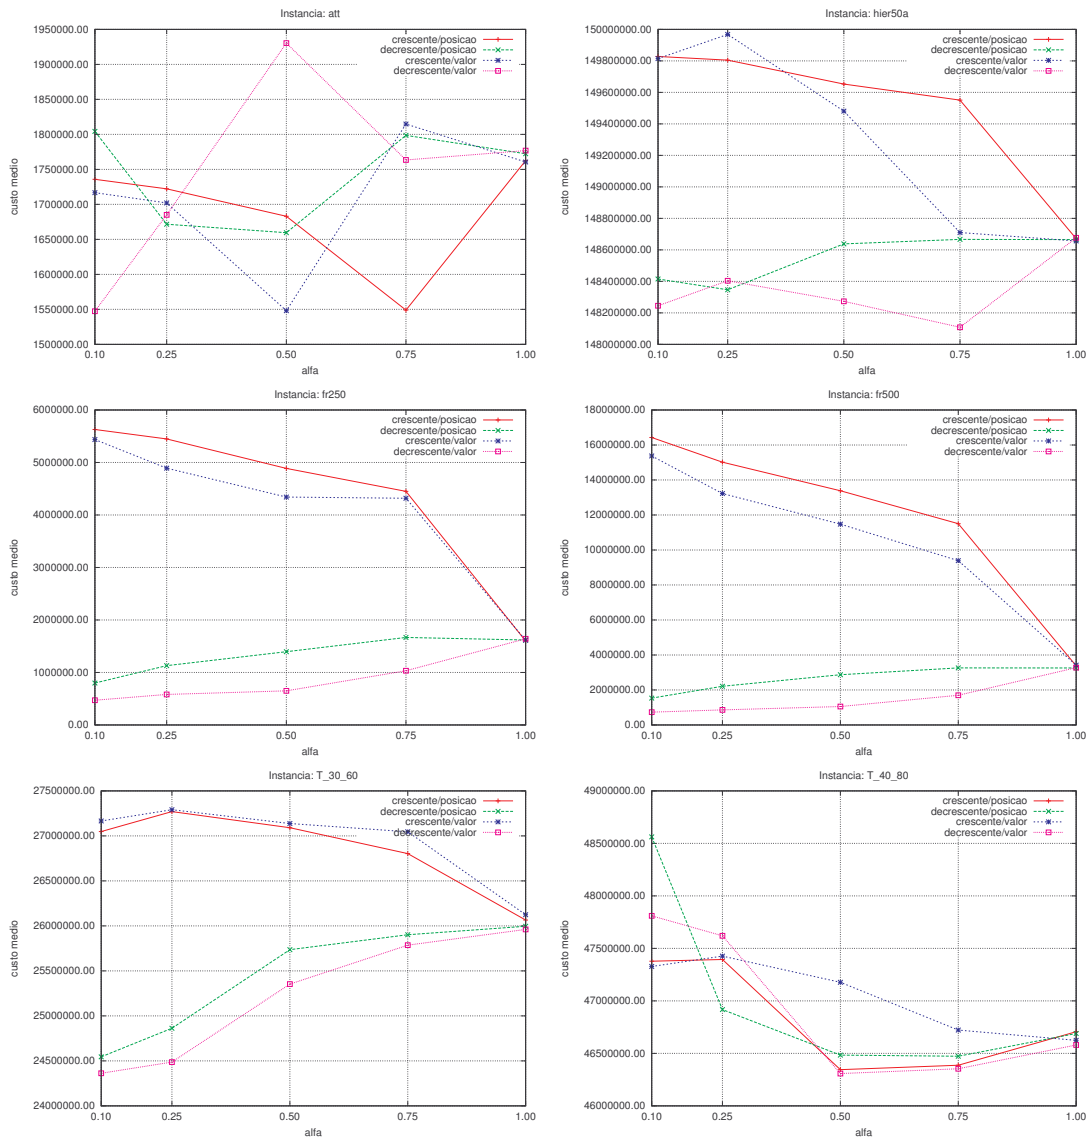 Instancia: att
custo medio
1950000.00
1900000.00
1850000.00
1800000.00
1750000.00
1700000.00
1650000.00
1600000.00
1550000.00
1500000.00
crescente/posicao
decrescente/posicao
crescente/valor
decrescente/valor
0.10 0.25 0.50 0.75 1.00
alfa
Instancia: hier50a
custo medio
150000000.00
149800000.00
149600000.00
149400000.00
149200000.00
149000000.00
148800000.00
148600000.00
148400000.00
148200000.00
148000000.00
crescente/posicao
decrescente/posicao
crescente/valor
decrescente/valor
0.10 0.25 0.50 0.75 1.00
alfa
Instancia: fr250
custo medio
6000000.00
5000000.00
4000000.00
3000000.00
2000000.00
1000000.00
0.00
crescente/posicao
decrescente/posicao
crescente/valor
decrescente/valor
0.10 0.25 0.50 0.75 1.00
alfa
Instancia: fr500
custo medio
18000000.00
16000000.00
14000000.00
12000000.00
10000000.00
8000000.00
6000000.00
4000000.00
2000000.00
0.00
crescente/posicao
decrescente/posicao
crescente/valor
decrescente/valor
0.10 0.25 0.50 0.75 1.00
alfa
Instancia: T_30_60
custo medio
27500000.00
27000000.00
26500000.00
26000000.00
25500000.00
25000000.00
24500000.00
24000000.00
crescente/posicao
decrescente/posicao
crescente/valor
decrescente/valor
0.10 0.25 0.50 0.75 1.00
alfa
Instancia: T_40_80
custo medio
49000000.00
48500000.00
48000000.00
47500000.00
47000000.00
46500000.00
46000000.00
crescente/posicao
decrescente/posicao
crescente/valor
decrescente/valor
0.10 0.25 0.50 0.75 1.00
alfa